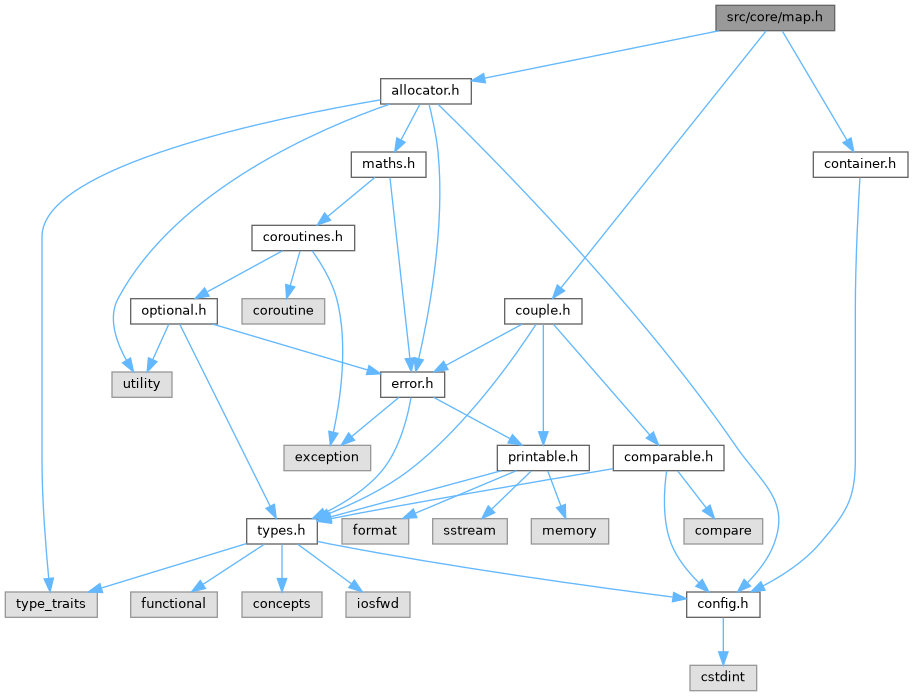 src/core/map.h
allocator.h
maths.h
container.h
coroutines.h
optional.h
coroutine
couple.h
utility
error.h
exception
printable.h
comparable.h
types.h
format
sstream
memory
compare
type_traits
functional
concepts
iosfwd
config.h
cstdint